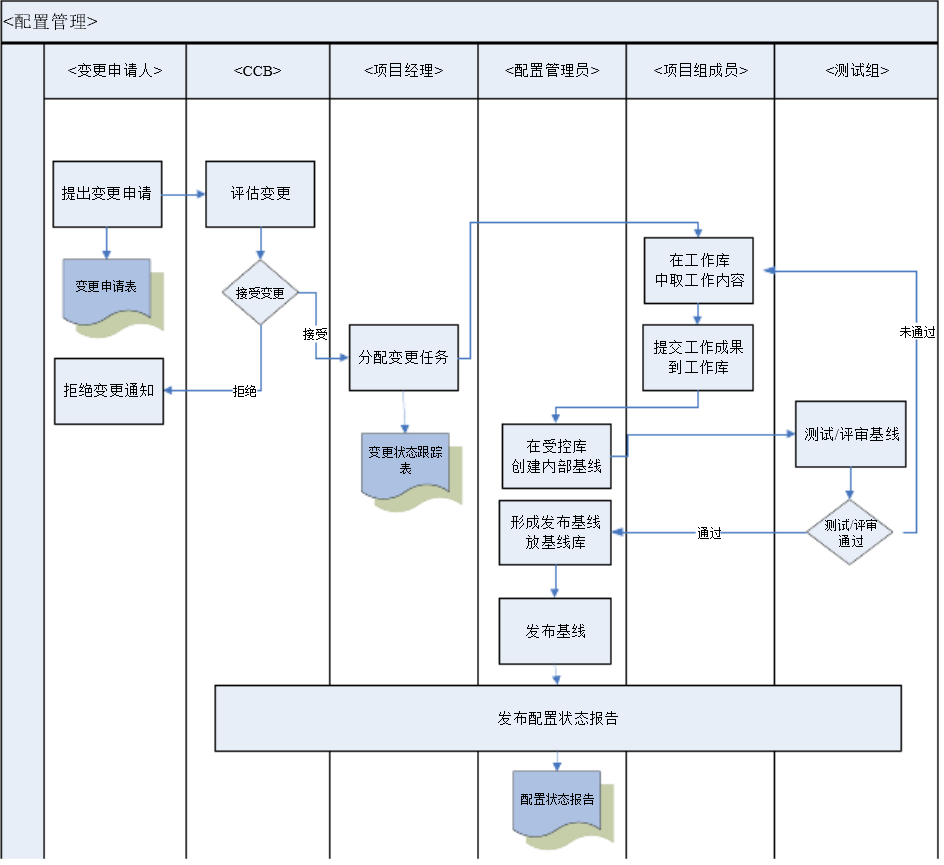 <配置管理>
<变更申请人>
<CCB>
<项目经理>
<配置管理员>
<项目组成员>
<测试组>
提出变更申请
评估变更
变更申请表
接受变更
在工作库
中取工作内容
接受
未通过
分配变更任务
提交工作成果
到工作库
拒绝变更通知
拒绝
变更状态跟踪
表
在受控库
创建内部基线
测试/评审基线
形成发布基线
放基线库
通过
测试/评审
通过
发布基线
发布配置状态报告
配置状态报告